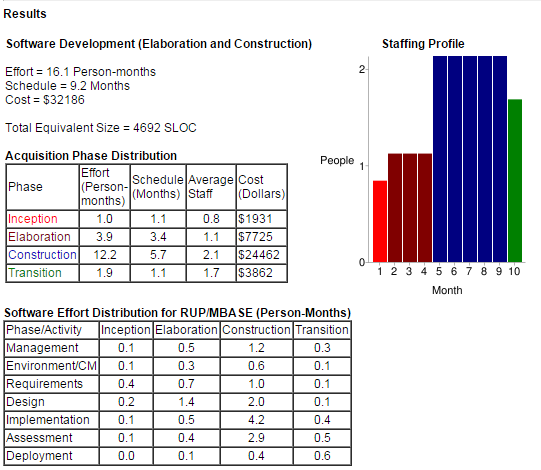 Results
Software Development (Elaboration and Construction)
Effort = 16.1 Person-months
Schedule = 9.2 Months
Cost = $32186
Total Equivalent Size = 4692 SLOC
Acquisition Phase Distribution
Phase Effort (Person-months) Schedule (Months) Average Staff Cost (Dollars)
Inception 1.0 1.1 0.8 $1931
Elaboration 3.9 3.4 1.1 $7725
Construction 12.2 5.7 2.1 $24462
Transition 1.9 1.1 1.7 $3862
Staffing Profile
2
People 1
0
1 2 3 4 5 6 7 8 9 10
Month
Software Effort Distribution for RUP/MBASE (Person-Months)
Phase/Activity Inception Elaboration Construction Transition
Management 0.1 0.5 1.2 0.3
Environment/CM 0.1 0.3 0.6 0.1
Requirements 0.4 0.7 1.0 0.1
Design 0.2 1.4 2.0 0.1
Implementation 0.1 0.5 4.2 0.4
Assessment 0.1 0.4 2.9 0.5
Deployment 0.0 0.1 0.4 0.6